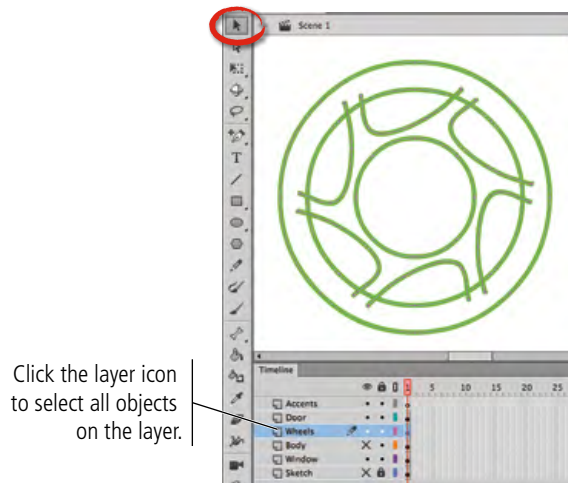 Scene 1
T
Click the layer icon
to select all objects
on the layer.
Timeline
1 5 10 15 20 25
Accents
Door
Wheels
Body
Window
Sketch